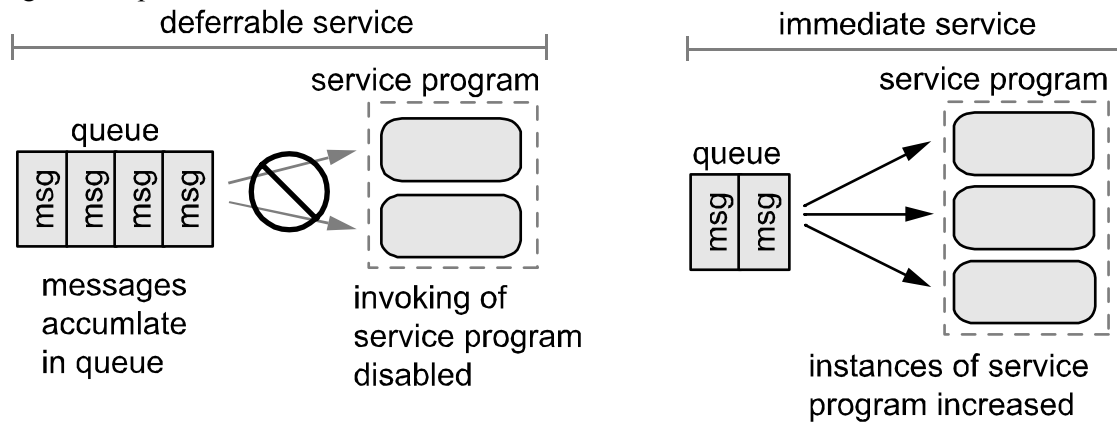 deferrable service
service program
queue
msg msg msg msg
messages
accumlate
in queue
invoking of
service program
disabled
immediate service
service program
queue
msg msg
instances of service
program increased